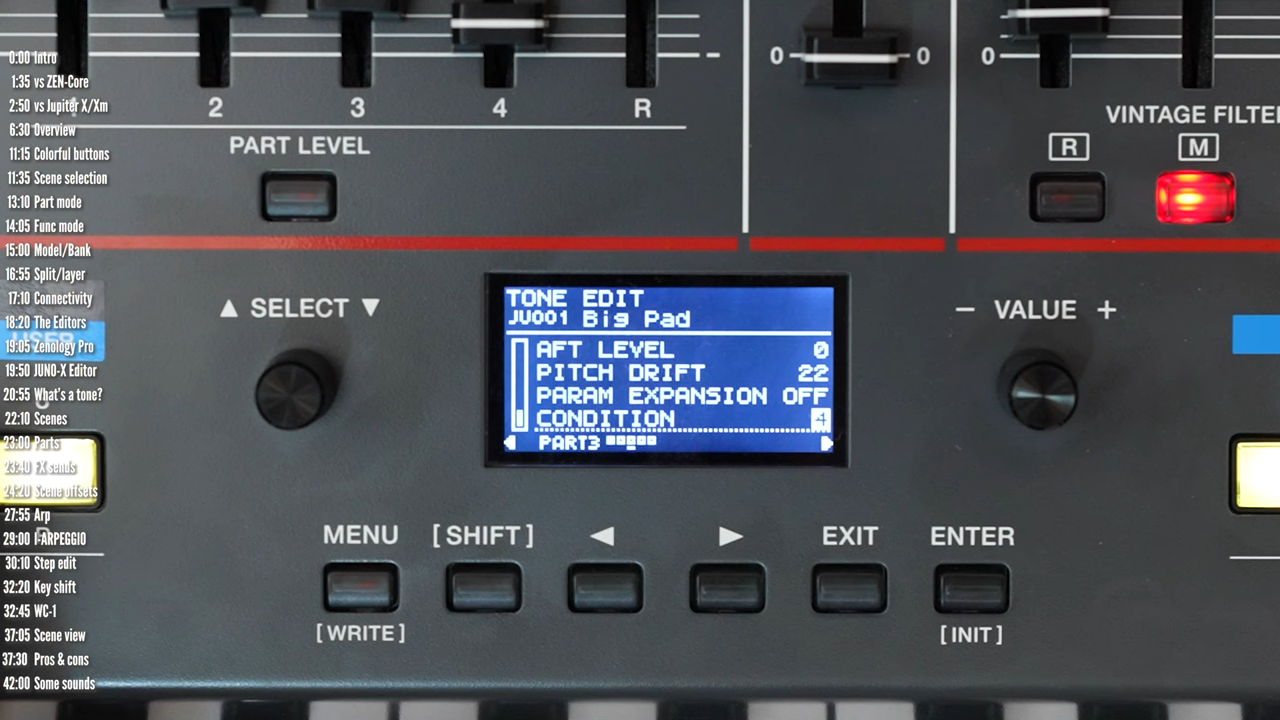 0:00 Intro
1:35 vs ZEN-Core
2:50 vs Jupiter X/Xm
6:30 Overview
11:15 Colorful buttons
11:35 Scene selection
13:10 Part mode
14:05 Func mode
15:00 Model/Bank
16:55 Split/layer
17:10 Connectivity
18:20 The Editors
19:05 Zenology Pro
19:50 JUNO-X Editor
20:55 What's a tone?
22:10 Scenes
23:00 Parts
23:40 FX sends
24:20 Scene offsets
27:55 Arp
29:00 I-ARPEGGIO
30:10 Step edit
32:20 Key shift
32:45 WC-1
37:05 Scene view
37:30 Pros & cons
42:00 Some sounds
0 0 0
2 3 4 R
PART LEVEL
VINTAGE FILTE
R M
▲ SELECT ▼
− VALUE +
TONE EDIT
JU001 Big Pad
AFT LEVEL 0
PITCH DRIFT 22
PARAM EXPANSION OFF
CONDITION 4
PART3
MENU [SHIFT] ◀ ▶ EXIT ENTER
[WRITE] [INIT]